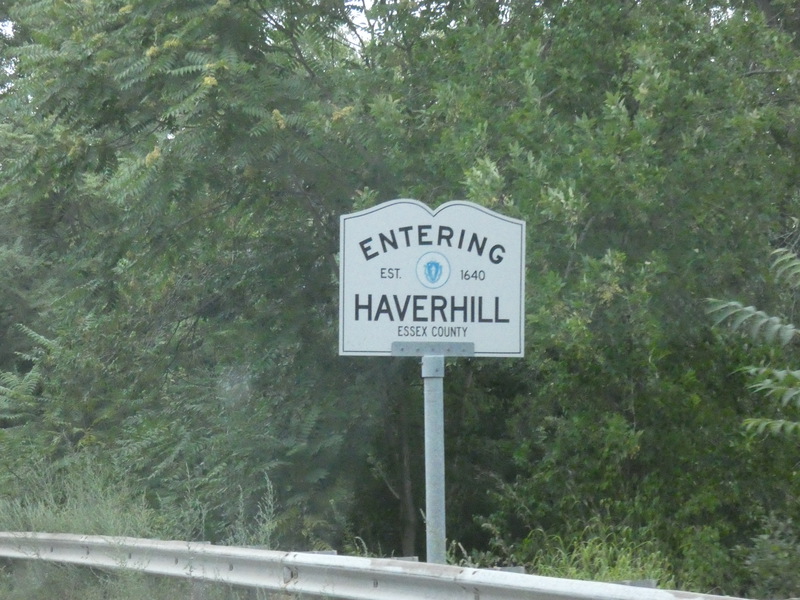 ENTERING
EST. 1640
HAVERHILL
ESSEX COUNTY